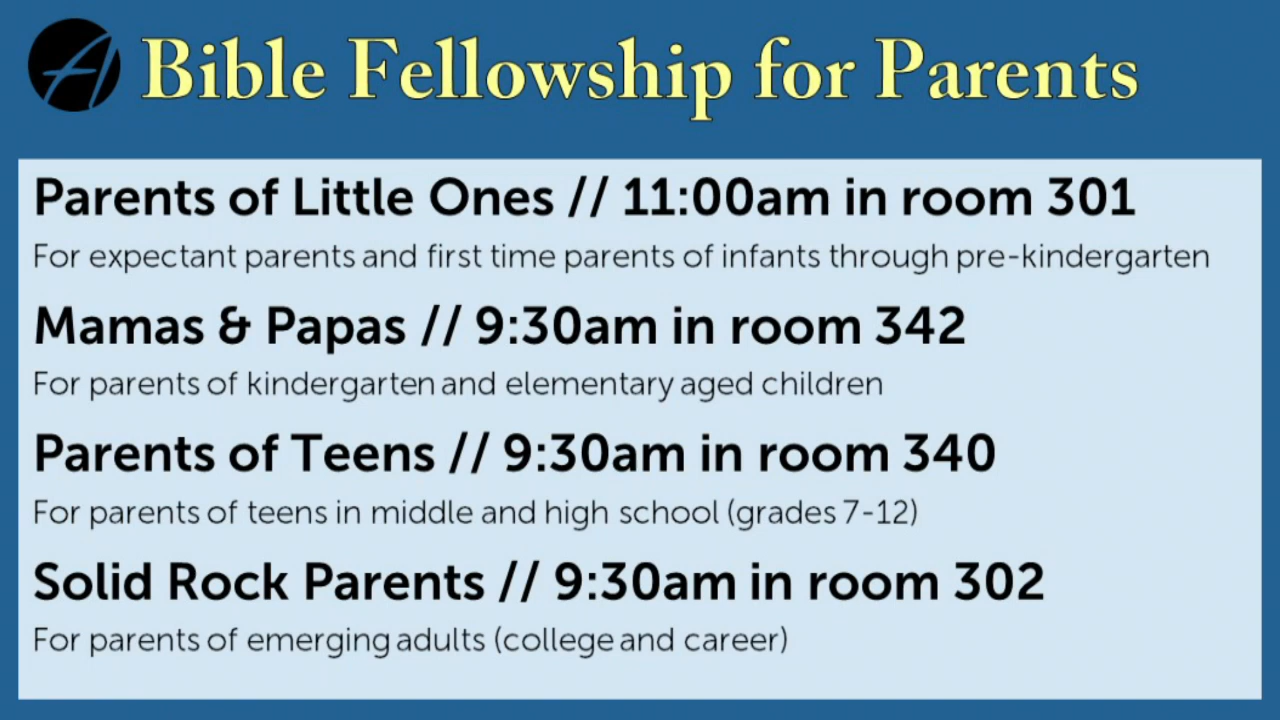 Bible Fellowship for Parents
Parents of Little Ones // 11:00am in room 301
For expectant parents and first time parents of infants through pre-kindergarten
Mamas & Papas // 9:30am in room 342
For parents of kindergarten and elementary aged children
Parents of Teens // 9:30am in room 340
For parents of teens in middle and high school (grades 7-12)
Solid Rock Parents // 9:30am in room 302
For parents of emerging adults (college and career)